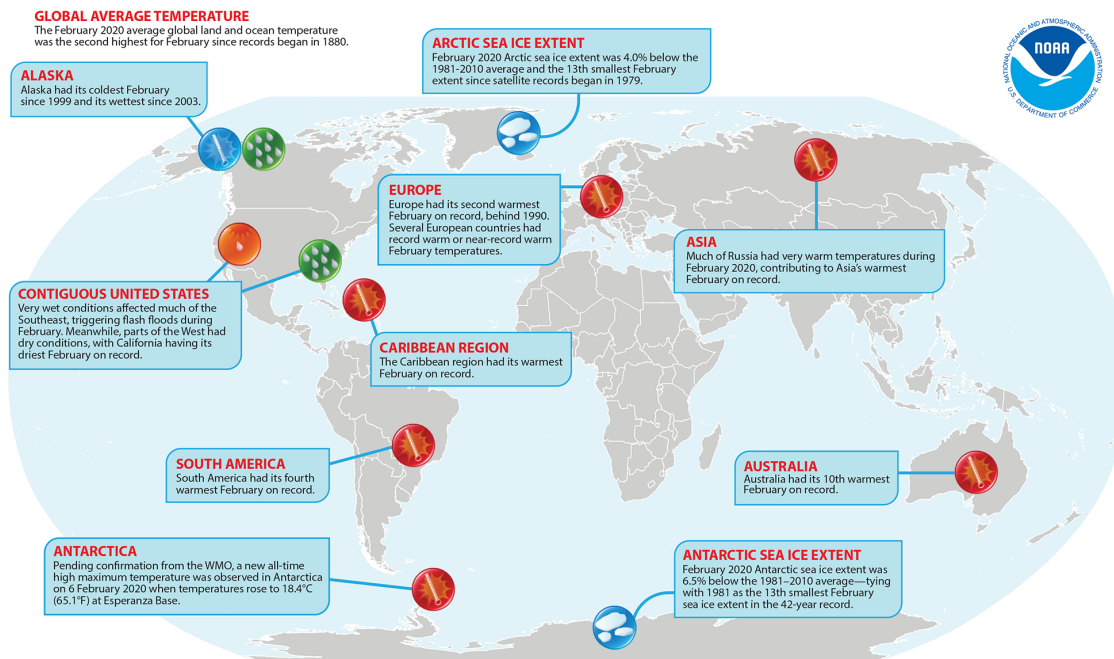 GLOBAL AVERAGE TEMPERATURE
The February 2020 average global land and ocean temperature
was the second highest for February since records began in 1880.
ARCTIC SEA ICE EXTENT
February 2020 Arctic sea ice extent was 4.0% below the
1981-2010 average and the 13th smallest February
extent since satellite records began in 1979.
NATIONAL OCEANIC AND ATMOSPHERIC ADMINISTRATION
NOAA
U.S. DEPARTMENT OF COMMERCE
ALASKA
Alaska had its coldest February
since 1999 and its wettest since 2003.
EUROPE
Europe had its second warmest
February on record, behind 1990.
Several European countries had
record warm or near-record warm
February temperatures.
ASIA
Much of Russia had very warm temperatures during
February 2020, contributing to Asia's warmest
February on record.
CONTIGUOUS UNITED STATES
Very wet conditions affected much of the
Southeast, triggering flash floods during
February. Meanwhile, parts of the West had
dry conditions, with California having its
driest February on record.
CARIBBEAN REGION
The Caribbean region had its warmest
February on record.
SOUTH AMERICA
South America had its fourth
warmest February on record.
AUSTRALIA
Australia had its 10th warmest
February on record.
ANTARCTICA
Pending confirmation from the WMO, a new all-time
high maximum temperature was observed in Antarctica
on 6 February 2020 when temperatures rose to 18.4°C
(65.1°F) at Esperanza Base.
ANTARCTIC SEA ICE EXTENT
February 2020 Antarctic sea ice extent was
6.5% below the 1981–2010 average—tying
with 1981 as the 13th smallest February
sea ice extent in the 42-year record.